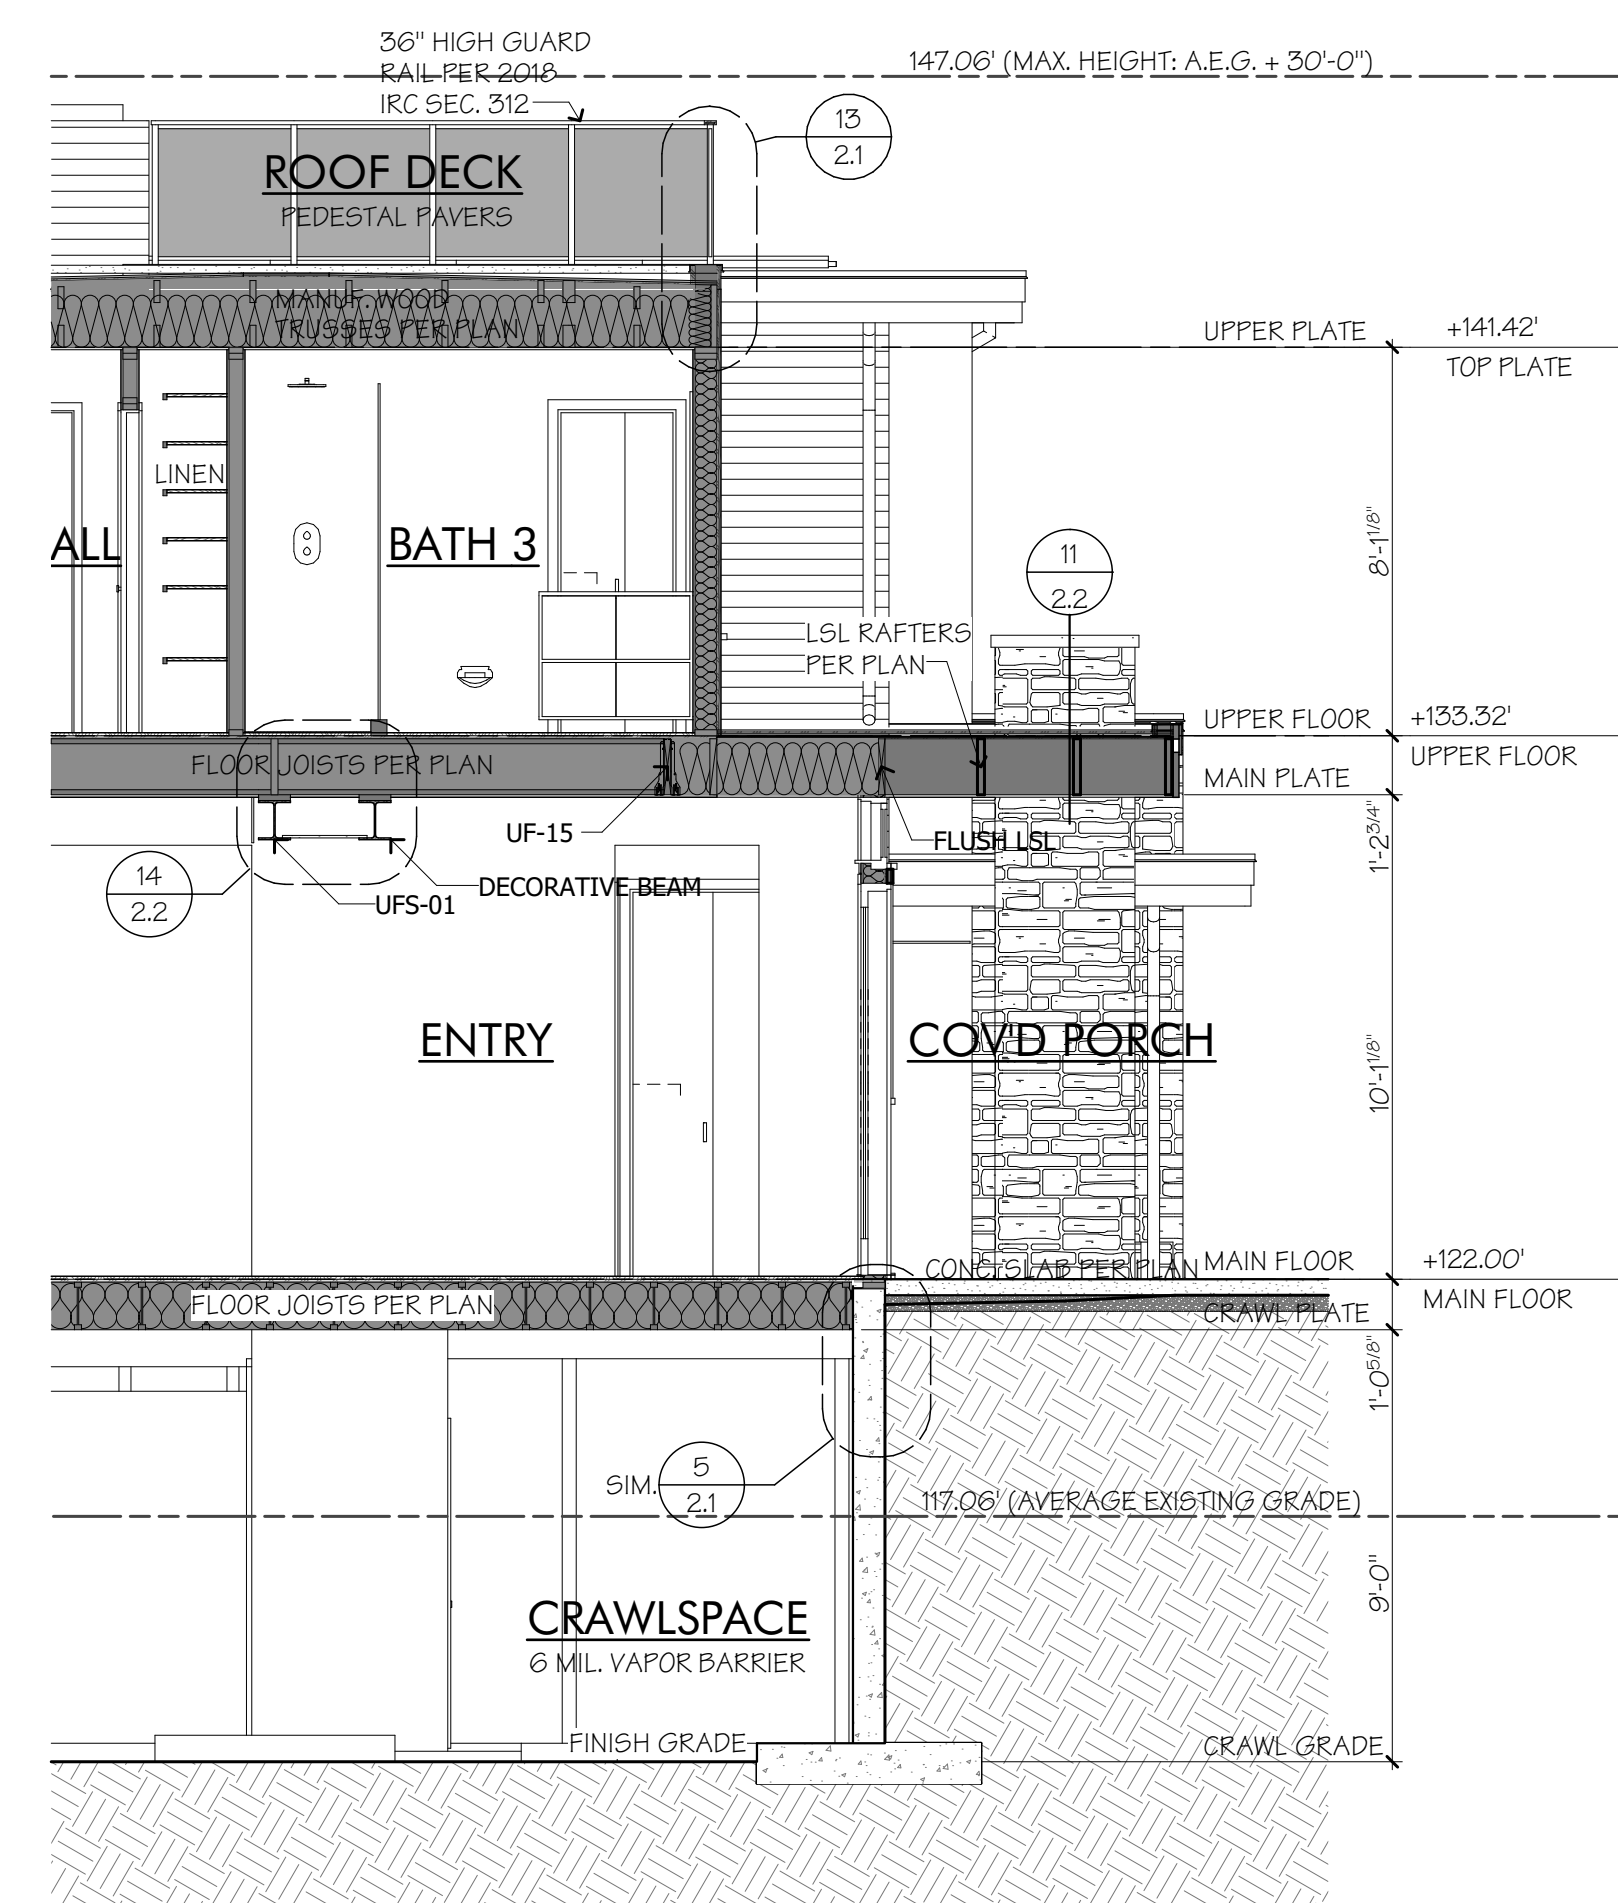 36" HIGH GUARD
RAIL PER 2018
IRC SEC. 312
147.06' (MAX. HEIGHT: A.E.G. + 30'-0")
13
2.1
ROOF DECK
PEDESTAL PAVERS
MANUF. WOOD
TRUSSES PER PLAN
UPPER PLATE
+141.42'
TOP PLATE
LINEN
ALL
BATH 3
8'-1 1/8"
11
2.2
LSL RAFTERS
PER PLAN
UPPER FLOOR
+133.32'
UPPER FLOOR
FLOOR JOISTS PER PLAN
MAIN PLATE
1'-2 3/4"
UF-15
FLUSH LSL
14
2.2
DECORATIVE BEAM
UFS-01
ENTRY
COV'D PORCH
10'-1 1/8"
CONC. SLAB PER PLAN
MAIN FLOOR
+122.00'
MAIN FLOOR
FLOOR JOISTS PER PLAN
CRAWL PLATE
1'-0 5/8"
SIM.
5
2.1
117.06' (AVERAGE EXISTING GRADE)
9'-0"
CRAWLSPACE
6 MIL. VAPOR BARRIER
FINISH GRADE
CRAWL GRADE